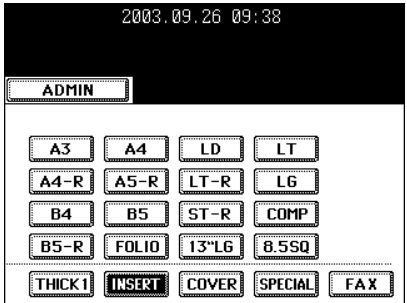 2003.09.26 09:38
ADMIN
A3 A4 LD LT
A4-R A5-R LT-R LG
B4 B5 ST-R COMP
B5-R FOLIO 13"LG 8.5SQ
THICK1 INSERT COVER SPECIAL FAX